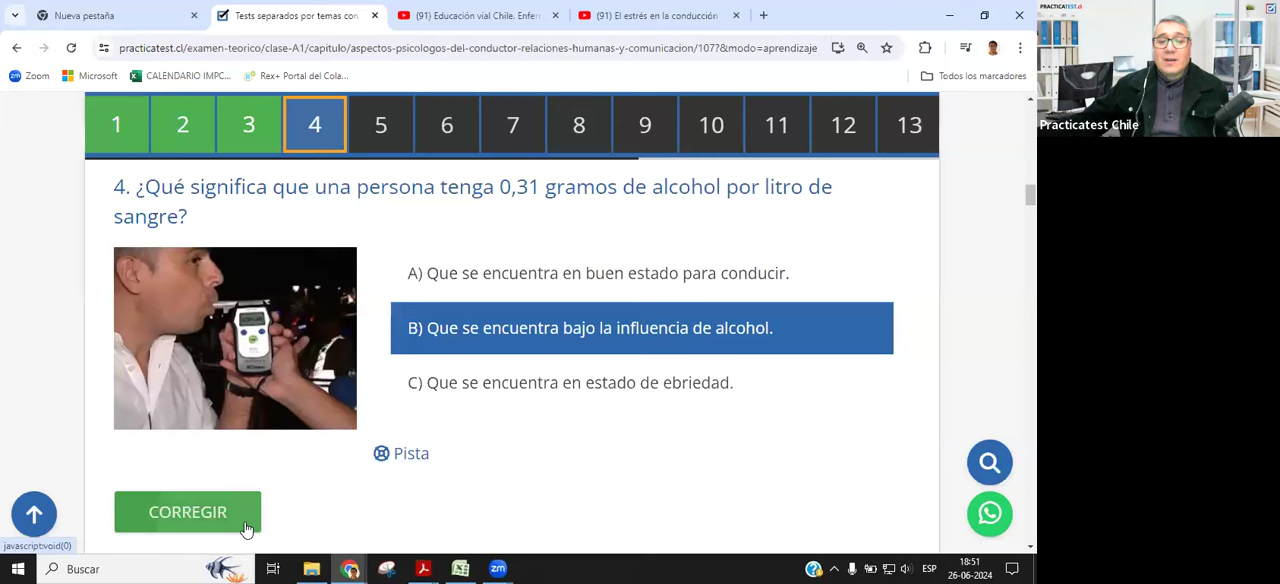 Nueva pestaña
Tests separados por temas con
(91) Educación vial Chile. Enferr
(91) El estrés en la conducción
practicatest.cl/examen-teorico/clase-A1/capitulo/aspectos-psicologos-del-conductor-relaciones-humanas-y-comunicacion/107?&modo=aprendizaje
Zoom
Microsoft
CALENDARIO IMPC...
Rex+ Portal del Cola...
Todos los marcadores
PRACTICATEST.cl
Practicatest Chile
1 2 3 4 5 6 7 8 9 10 11 12 13
4. ¿Qué significa que una persona tenga 0,31 gramos de alcohol por litro de
sangre?
A) Que se encuentra en buen estado para conducir.
B) Que se encuentra bajo la influencia de alcohol.
C) Que se encuentra en estado de ebriedad.
Pista
CORREGIR
javascript:void(0)
zm
Buscar
zm
ESP
18:51
26-06-2024